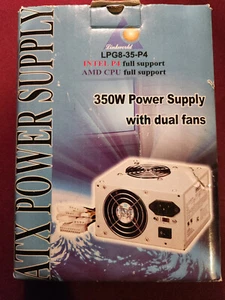 Linkworld
LPG8-35-P4
INTEL P4 full support
AMD CPU full support
350W Power Supply
with dual fans
ATX POWER SUPPLY